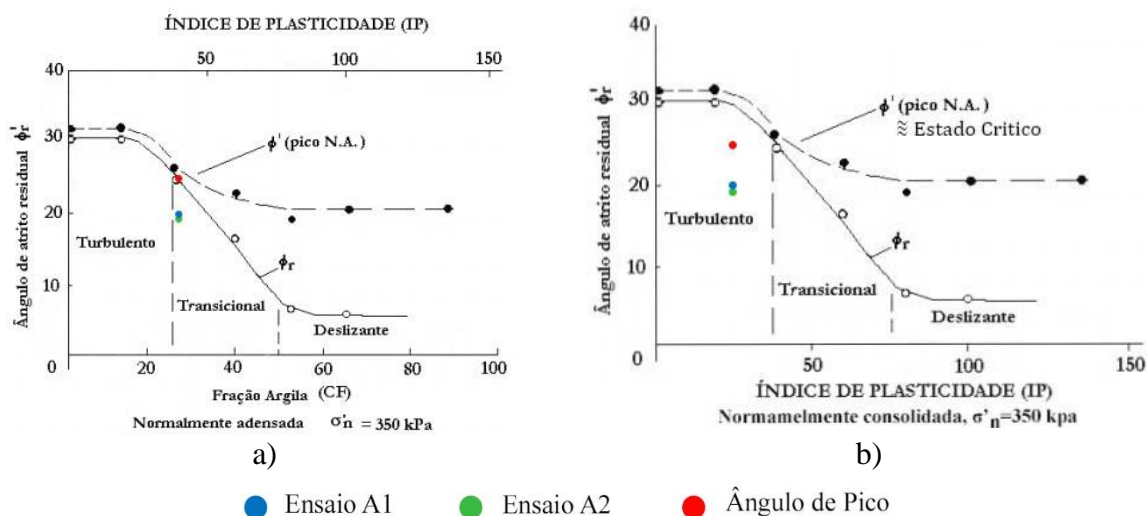 ÍNDICE DE PLASTICIDADE (IP)
0 50 100 150
Ângulo de atrito residual ϕ'r
40
30
20
10
0
ϕ' (pico N.A.)
Turbulento
ϕr
Transicional
Deslizante
20 40 60 80 100
Fração Argila (CF)
Normalmente adensada σ'n = 350 kPa
a)
Ângulo de atrito residual ϕ'r
40
30
20
10
0
ϕ' (pico N.A.)
≈ Estado Critico
Turbulento
ϕr
Transicional
Deslizante
50 100 150
ÍNDICE DE PLASTICIDADE (IP)
Normamelmente consolidada, σ'n=350 kpa
b)
Ensaio A1 Ensaio A2 Ângulo de Pico